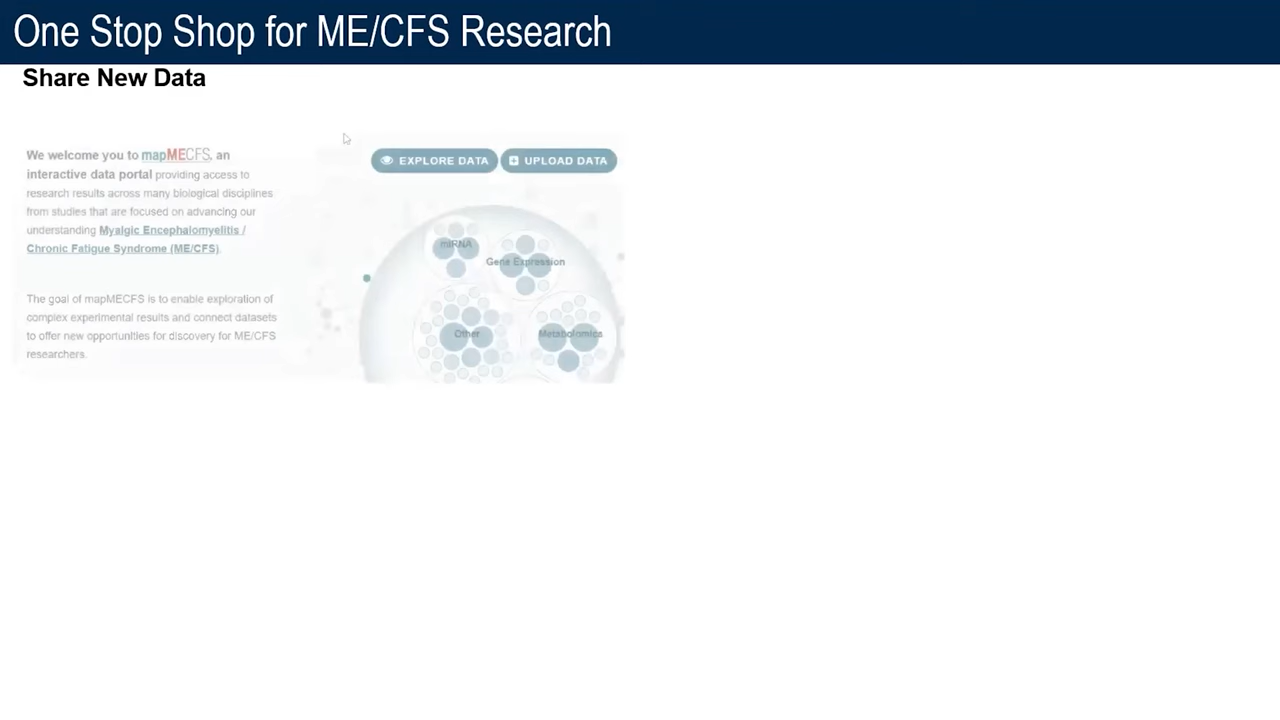 One Stop Shop for ME/CFS Research
Share New Data
We welcome you to mapMECFS, an
interactive data portal providing access to
research results across many biological disciplines
from studies that are focused on advancing our
understanding Myalgic Encephalomyelitis /
Chronic Fatigue Syndrome (ME/CFS).
The goal of mapMECFS is to enable exploration of
complex experimental results and connect datasets
to offer new opportunities for discovery for ME/CFS
researchers.
EXPLORE DATA
UPLOAD DATA
miRNA
Gene Expression
Other
Metabolomics